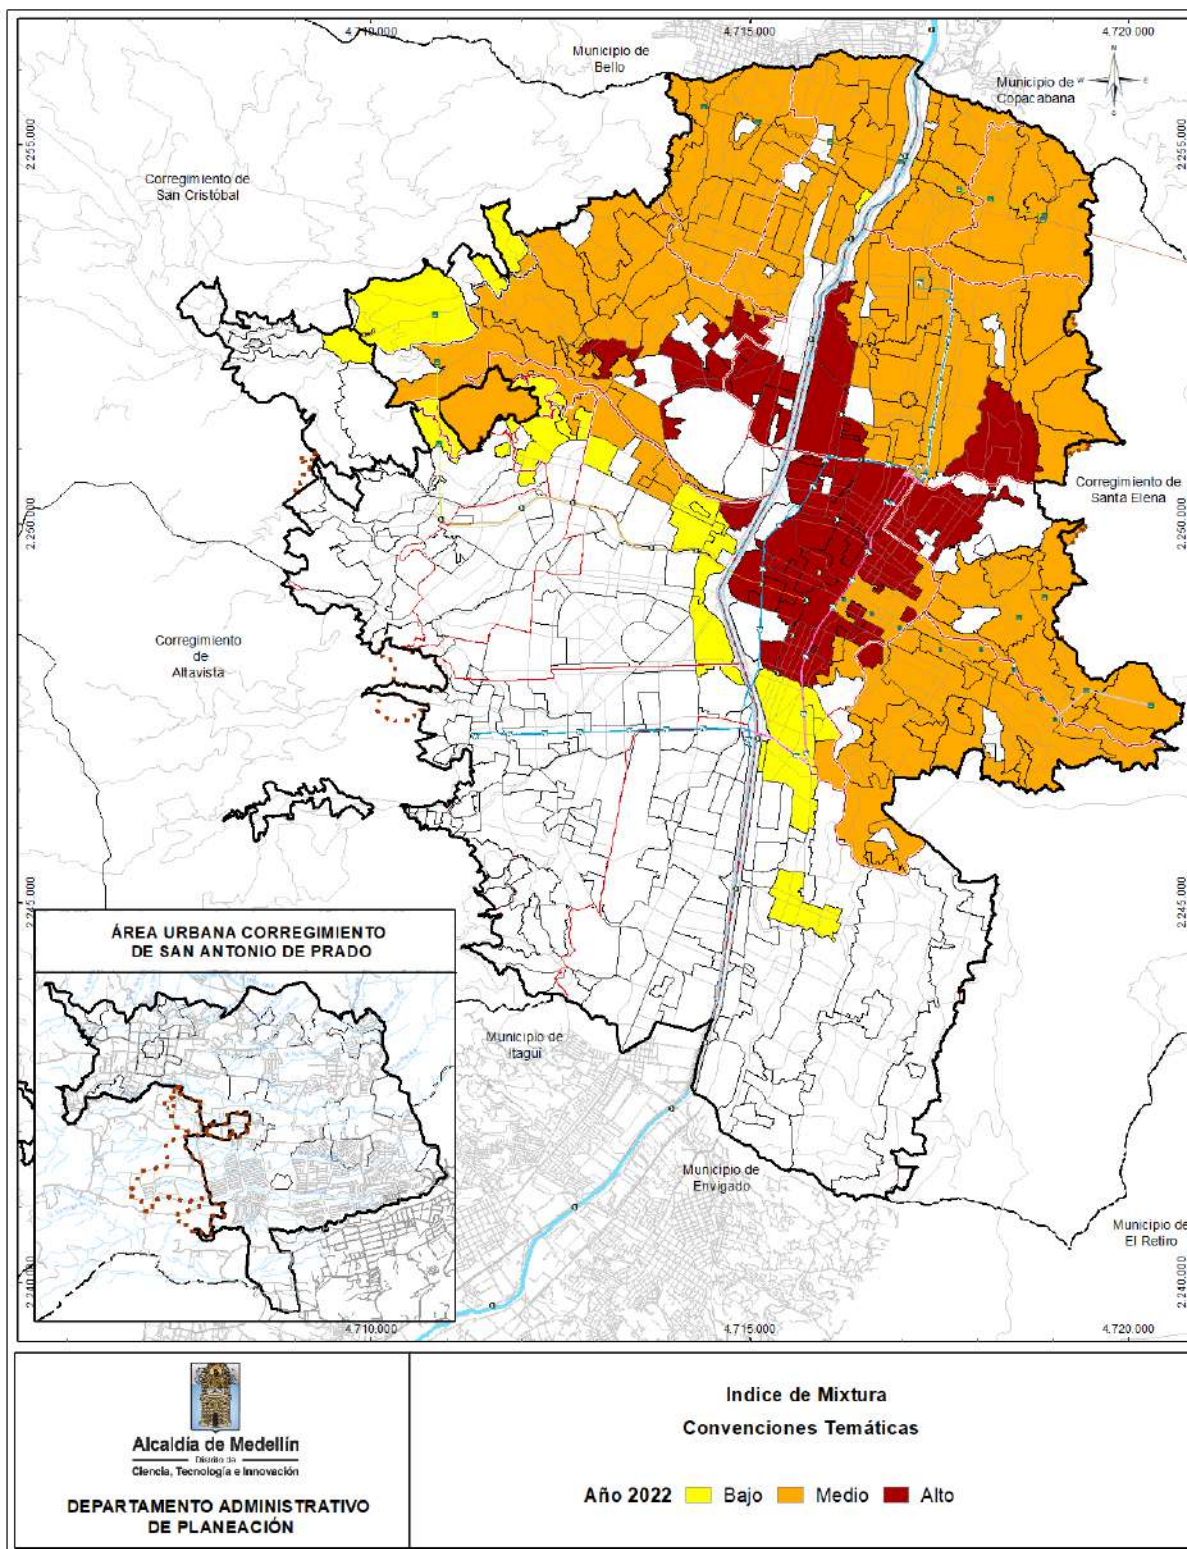 4.710.000
4.715.000
4.720.000
Municipio de
Bello
Municipio de
Copacabana
N
W
E
2.255.000
2.255.000
Corregimiento de
San Cristóbal
Corregimiento de
Santa Elena
2.250.000
2.250.000
Corregimiento
de
Altavista
2.245.000
2.245.000
ÁREA URBANA CORREGIMIENTO
DE SAN ANTONIO DE PRADO
Municipio de
Itagui
Municipio de
Envigado
Municipio de
El Retiro
2.240.000
2.240.000
4.710.000
4.715.000
4.720.000
Alcaldía de Medellín
Distrito de
Ciencia, Tecnología e Innovación
DEPARTAMENTO ADMINISTRATIVO
DE PLANEACIÓN
Indice de Mixtura
Convenciones Temáticas
Año 2022 Bajo Medio Alto